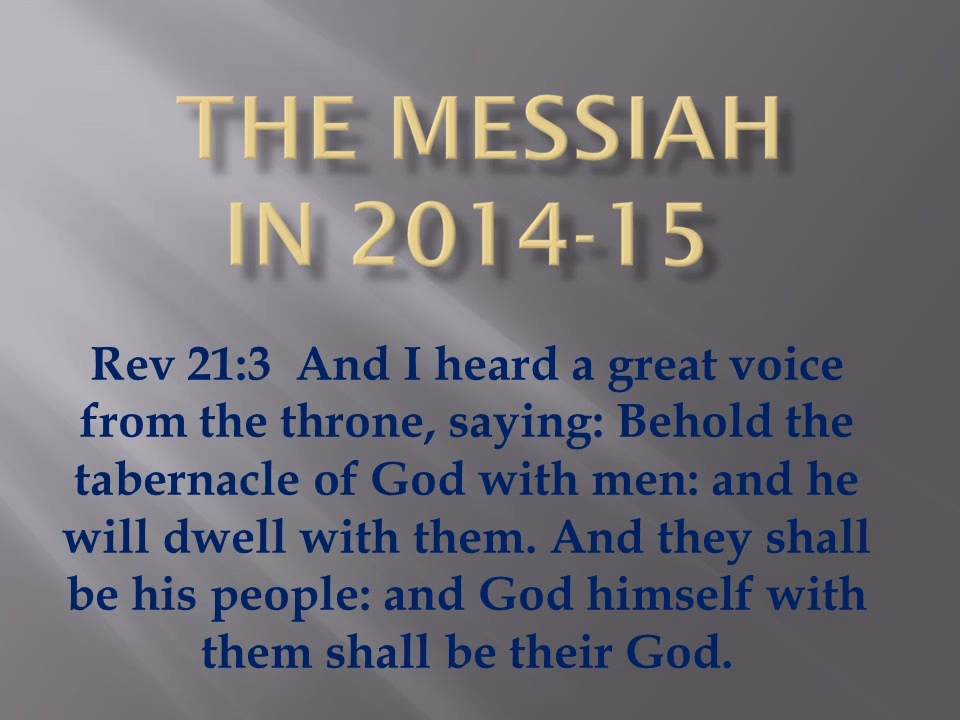 THE MESSIAH
IN 2014-15
Rev 21:3  And I heard a great voice
from the throne, saying: Behold the
tabernacle of God with men: and he
will dwell with them. And they shall
be his people: and God himself with
them shall be their God.